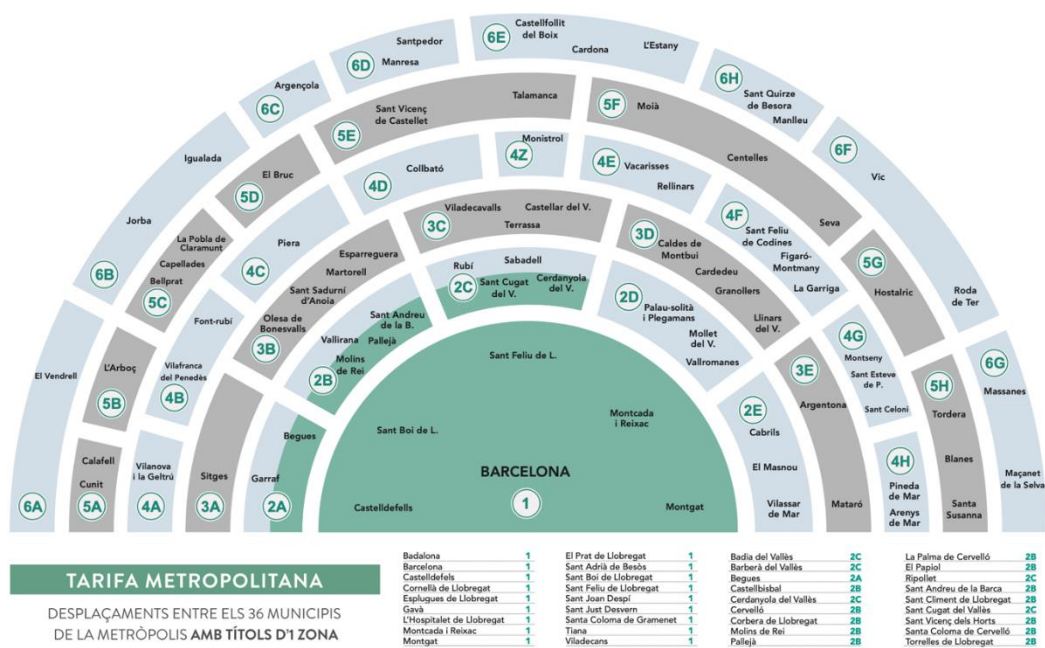 6E
Castellfollit
del Boix
Cardona
L'Estany
6D
Santpedor
Manresa
6H
Sant Quirze
de Besora
Manlleu
6C
Argençola
5E
Sant Vicenç
de Castellet
Talamanca
5F
Moià
Centelles
Seva
6F
Vic
Roda
de Ter
6B
Igualada
Jorba
5D
El Bruc
4D
Collbató
4Z
Monistrol
4E
Vacarisses
Rellinars
4F
Sant Feliu
de Codines
Figaró-
Montmany
La Garriga
5G
Hostalric
5C
La Pobla de
Claramunt
Capellades
Bellprat
4C
Piera
3C
Viladecavalls
Castellar del V.
Terrassa
3D
Caldes de
Montbui
Cardedeu
Granollers
Llinars
del V.
3B
Esparreguera
Martorell
Sant Sadurní
d'Anoia
Olesa de
Bonesvalls
2C
Rubí
Sabadell
Sant Cugat
del V.
Cerdanyola
del V.
2D
Palau-solità
i Plegamans
Mollet
del V.
Vallromanes
4G
Montseny
Sant Esteve
de P.
Sant Celoni
6G
Massanes
Maçanet
de la Selva
El Vendrell
6A
5B
L'Arboç
4B
Font-rubí
Vilafranca
del Penedès
2B
Sant Andreu
de la B.
Vallirana
Pallejà
Molins
de Rei
3E
Argentona
Mataró
5H
Tordera
Blanes
Santa
Susanna
5A
Calafell
Cunit
4A
Vilanova
i la Geltrú
3A
Sitges
2A
Begues
Garraf
2E
Cabrils
El Masnou
Vilassar
de Mar
4H
Pineda
de Mar
Arenys
de Mar
Sant Feliu de L.
Montcada
i Reixac
Sant Boi de L.
BARCELONA
1
Castelldefells
Montgat
TARIFA METROPOLITANA
DESPLAÇAMENTS ENTRE ELS 36 MUNICIPIS
DE LA METRÒPOLIS AMB TÍTOLS D'1 ZONA
Badalona 1
Barcelona 1
Castelldefels 1
Cornellà de Llobregat 1
Esplugues de Llobregat 1
Gavà 1
L'Hospitalet de Llobregat 1
Montcada i Reixac 1
Montgat 1
El Prat de Llobregat 1
Sant Adrià de Besòs 1
Sant Boi de Llobregat 1
Sant Feliu de Llobregat 1
Sant Joan Despí 1
Sant Just Desvern 1
Santa Coloma de Gramenet 1
Tiana 1
Viladecans 1
Badia del Vallès 2C
Barberà del Vallès 2C
Begues 2A
Castellbisbal 2B
Cerdanyola del Vallès 2C
Cervelló 2B
Corbera de Llobregat 2B
Molins de Rei 2B
Pallejà 2B
La Palma de Cervelló 2B
El Papiol 2B
Ripollet 2C
Sant Andreu de la Barca 2B
Sant Climent de Llobregat 2B
Sant Cugat del Vallès 2C
Sant Vicenç dels Horts 2B
Santa Coloma de Cervelló 2B
Torrelles de Llobregat 2B